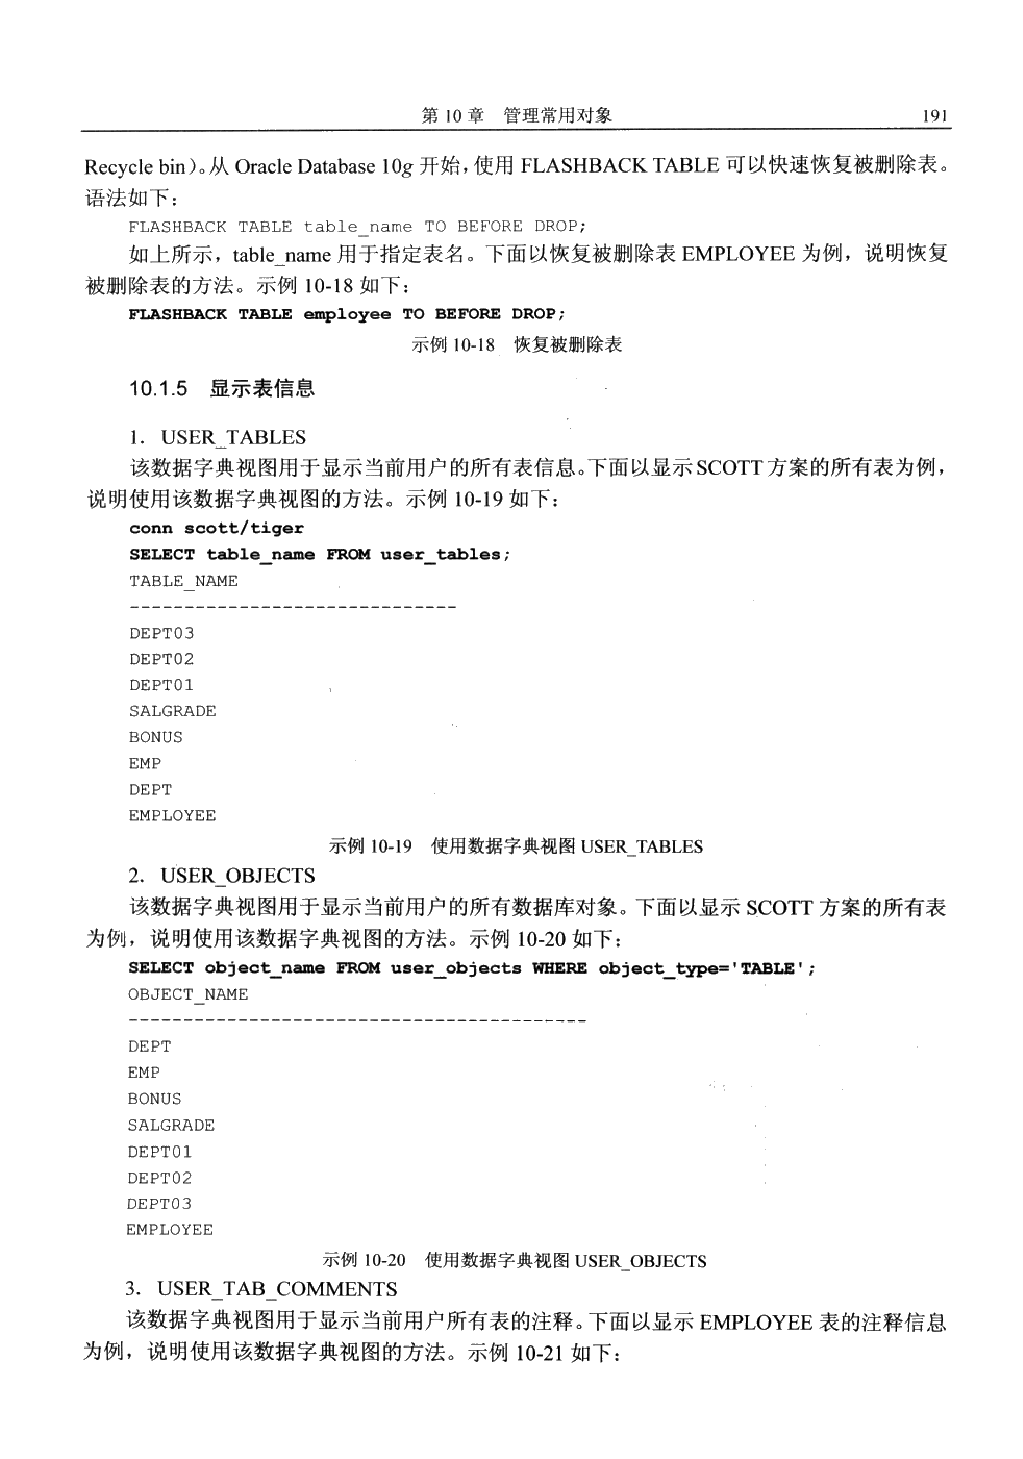 第 10 章　管理常用对象　191
Recycle bin）。从 Oracle Database 10g 开始，使用 FLASHBACK TABLE 可以快速恢复被删除表。
语法如下：
FLASHBACK TABLE table_name TO BEFORE DROP;
如上所示，table_name 用于指定表名。下面以恢复被删除表 EMPLOYEE 为例，说明恢复
被删除表的方法。示例 10-18 如下：
FLASHBACK TABLE employee TO BEFORE DROP;
示例 10-18　恢复被删除表
10.1.5　显示表信息
1．USER_TABLES
该数据字典视图用于显示当前用户的所有表信息。下面以显示 SCOTT 方案的所有表为例，
说明使用该数据字典视图的方法。示例 10-19 如下：
conn scott/tiger
SELECT table_name FROM user_tables;
TABLE_NAME
------------------------------
DEPT03
DEPT02
DEPT01
SALGRADE
BONUS
EMP
DEPT
EMPLOYEE
示例 10-19　使用数据字典视图 USER_TABLES
2．USER_OBJECTS
该数据字典视图用于显示当前用户的所有数据库对象。下面以显示 SCOTT 方案的所有表
为例，说明使用该数据字典视图的方法。示例 10-20 如下：
SELECT object_name FROM user_objects WHERE object_type='TABLE';
OBJECT_NAME
------------------------------------------
DEPT
EMP
BONUS
SALGRADE
DEPT01
DEPT02
DEPT03
EMPLOYEE
示例 10-20　使用数据字典视图 USER_OBJECTS
3．USER_TAB_COMMENTS
该数据字典视图用于显示当前用户所有表的注释。下面以显示 EMPLOYEE 表的注释信息
为例，说明使用该数据字典视图的方法。示例 10-21 如下：